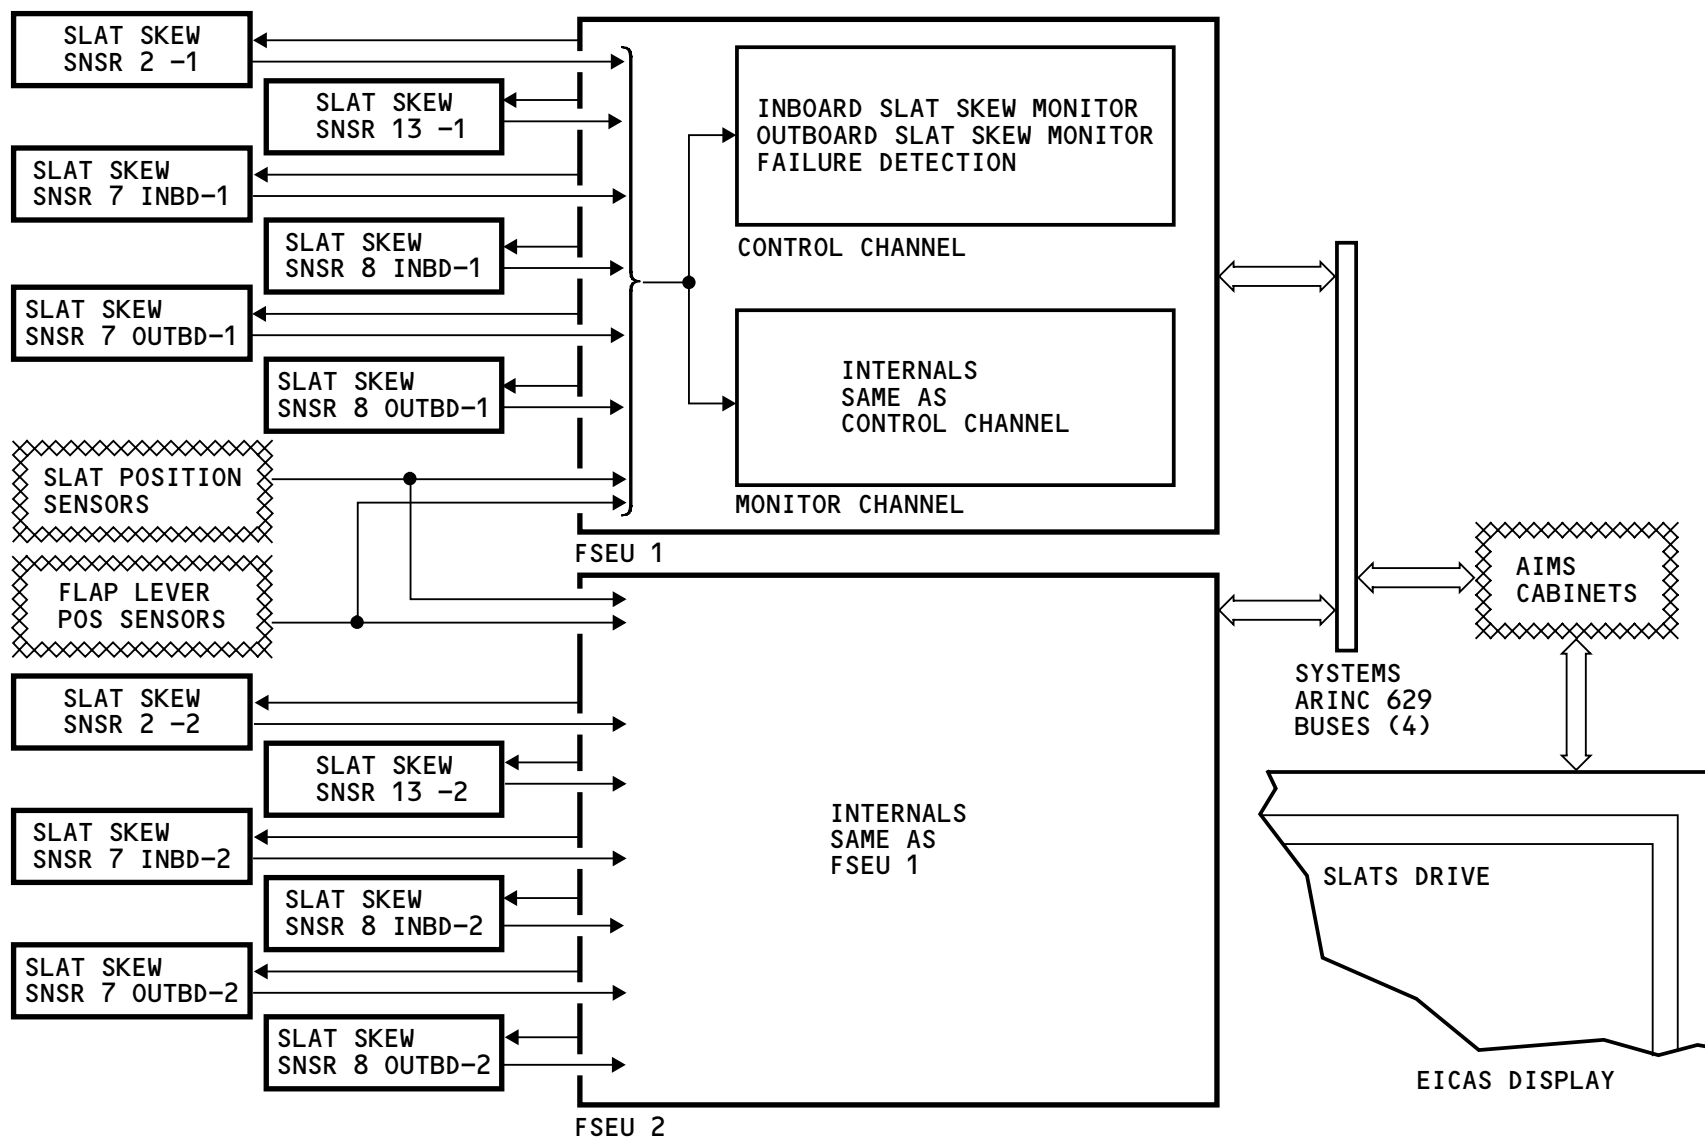 SLAT SKEW
SNSR 2 -1
SLAT SKEW
SNSR 13 -1
SLAT SKEW
SNSR 7 INBD-1
SLAT SKEW
SNSR 8 INBD-1
SLAT SKEW
SNSR 7 OUTBD-1
SLAT SKEW
SNSR 8 OUTBD-1
SLAT POSITION
SENSORS
FLAP LEVER
POS SENSORS
SLAT SKEW
SNSR 2 -2
SLAT SKEW
SNSR 13 -2
SLAT SKEW
SNSR 7 INBD-2
SLAT SKEW
SNSR 8 INBD-2
SLAT SKEW
SNSR 7 OUTBD-2
SLAT SKEW
SNSR 8 OUTBD-2
INBOARD SLAT SKEW MONITOR
OUTBOARD SLAT SKEW MONITOR
FAILURE DETECTION
CONTROL CHANNEL
INTERNALS
SAME AS
CONTROL CHANNEL
MONITOR CHANNEL
FSEU 1
INTERNALS
SAME AS
FSEU 1
FSEU 2
SYSTEMS
ARINC 629
BUSES (4)
AIMS
CABINETS
SLATS DRIVE
EICAS DISPLAY